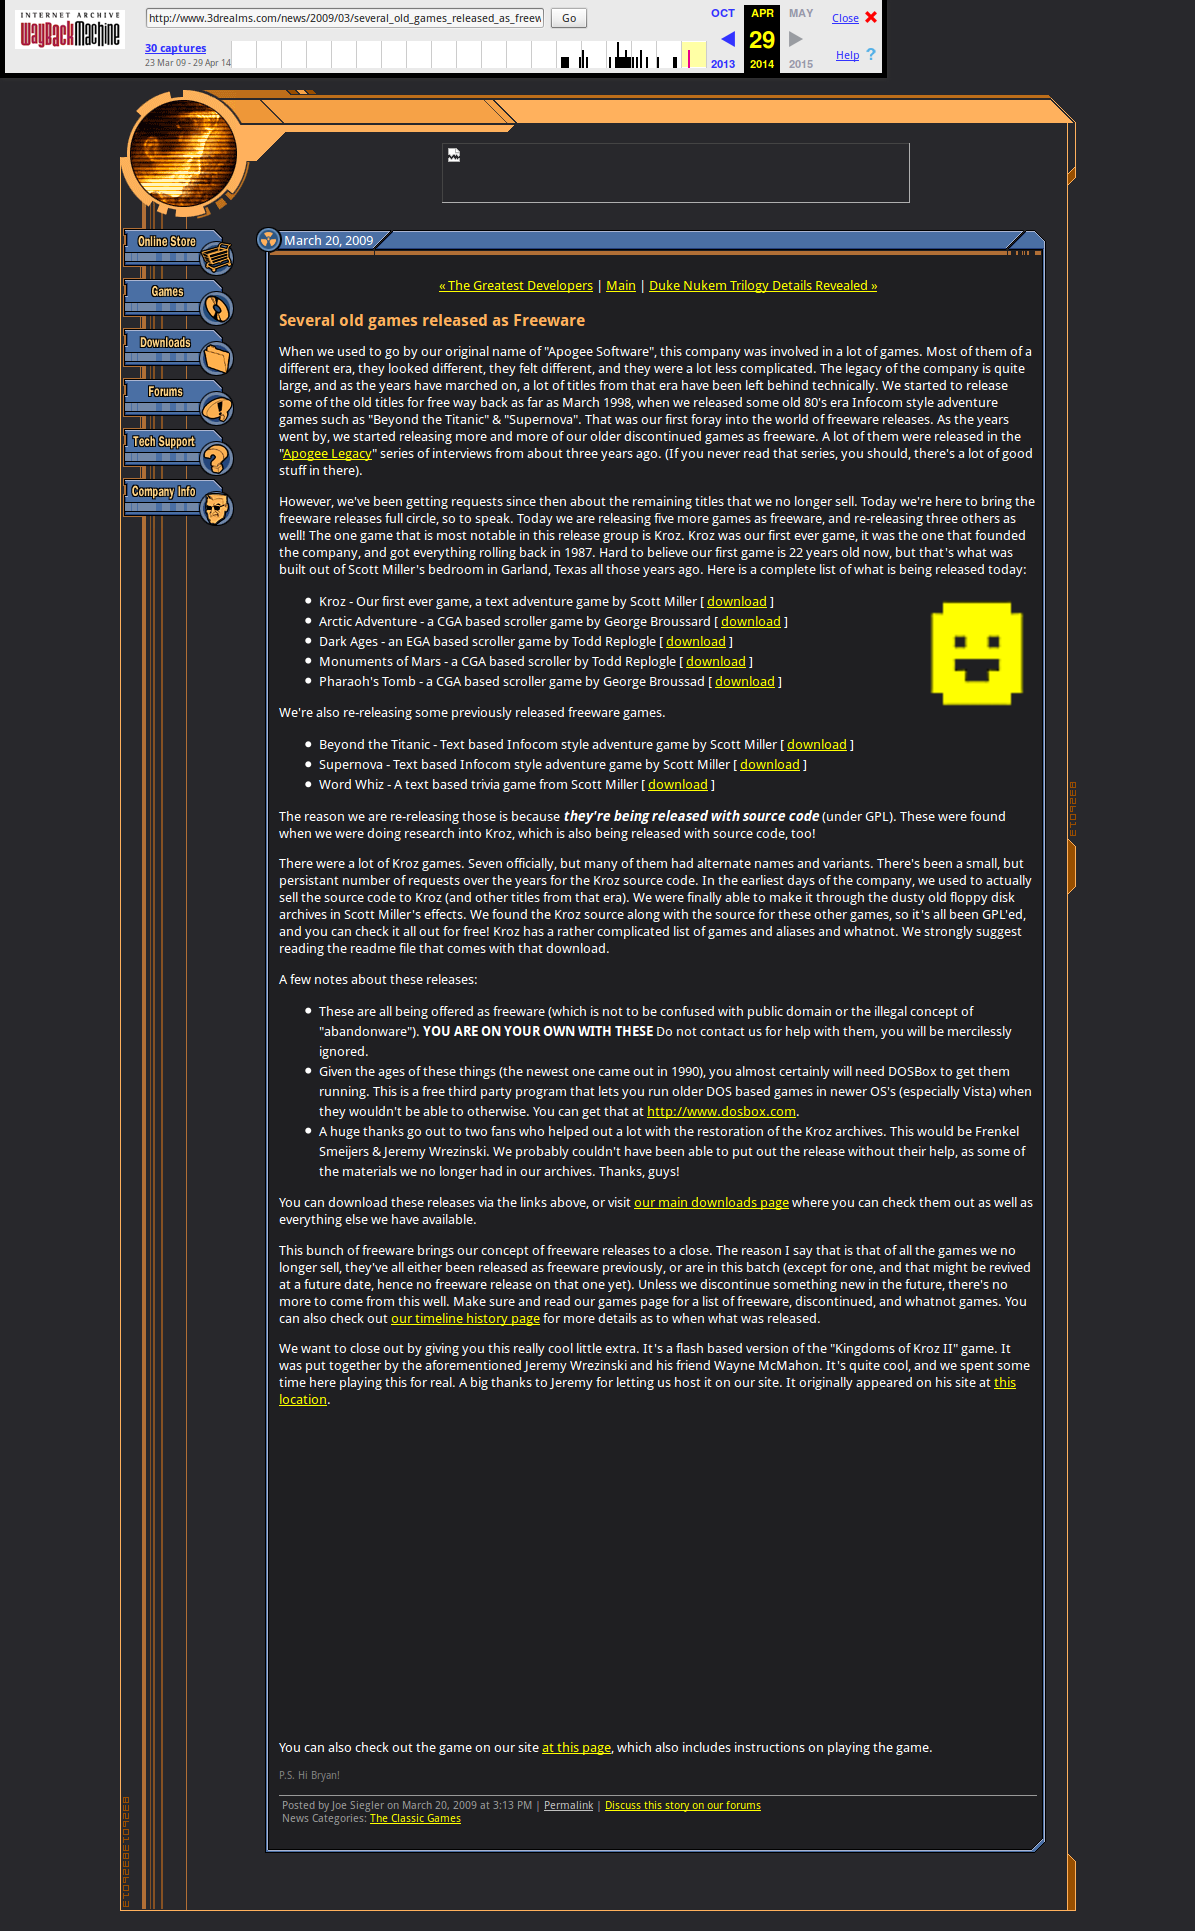 INTERNET ARCHIVE
WayBackMachine
http://www.3drealms.com/news/2009/03/several_old_games_released_as_freew
Go
30 captures
23 Mar 09 - 29 Apr 14
OCT APR MAY
29
2013 2014 2015
Close
Help ?
Online Store
Games
Downloads
Forums
Tech Support
Company Info
March 20, 2009
« The Greatest Developers | Main | Duke Nukem Trilogy Details Revealed »
Several old games released as Freeware
When we used to go by our original name of "Apogee Software", this company was involved in a lot of games. Most of them of a
different era, they looked different, they felt different, and they were a lot less complicated. The legacy of the company is quite
large, and as the years have marched on, a lot of titles from that era have been left behind technically. We started to release
some of the old titles for free way back as far as March 1998, when we released some old 80's era Infocom style adventure
games such as "Beyond the Titanic" & "Supernova". That was our first foray into the world of freeware releases. As the years
went by, we started releasing more and more of our older discontinued games as freeware. A lot of them were released in the
"Apogee Legacy" series of interviews from about three years ago. (If you never read that series, you should, there's a lot of good
stuff in there).
However, we've been getting requests since then about the remaining titles that we no longer sell. Today we're here to bring the
freeware releases full circle, so to speak. Today we are releasing five more games as freeware, and re-releasing three others as
well! The one game that is most notable in this release group is Kroz. Kroz was our first ever game, it was the one that founded
the company, and got everything rolling back in 1987. Hard to believe our first game is 22 years old now, but that's what was
built out of Scott Miller's bedroom in Garland, Texas all those years ago. Here is a complete list of what is being released today:
Kroz - Our first ever game, a text adventure game by Scott Miller [ download ]
Arctic Adventure - a CGA based scroller game by George Broussard [ download ]
Dark Ages - an EGA based scroller game by Todd Replogle [ download ]
Monuments of Mars - a CGA based scroller by Todd Replogle [ download ]
Pharaoh's Tomb - a CGA based scroller game by George Broussad [ download ]
We're also re-releasing some previously released freeware games.
Beyond the Titanic - Text based Infocom style adventure game by Scott Miller [ download ]
Supernova - Text based Infocom style adventure game by Scott Miller [ download ]
Word Whiz - A text based trivia game from Scott Miller [ download ]
The reason we are re-releasing those is because they're being released with source code (under GPL). These were found
when we were doing research into Kroz, which is also being released with source code, too!
There were a lot of Kroz games. Seven officially, but many of them had alternate names and variants. There's been a small, but
persistant number of requests over the years for the Kroz source code. In the earliest days of the company, we used to actually
sell the source code to Kroz (and other titles from that era). We were finally able to make it through the dusty old floppy disk
archives in Scott Miller's effects. We found the Kroz source along with the source for these other games, so it's all been GPL'ed,
and you can check it all out for free! Kroz has a rather complicated list of games and aliases and whatnot. We strongly suggest
reading the readme file that comes with that download.
A few notes about these releases:
These are all being offered as freeware (which is not to be confused with public domain or the illegal concept of
"abandonware"). YOU ARE ON YOUR OWN WITH THESE Do not contact us for help with them, you will be mercilessly
ignored.
Given the ages of these things (the newest one came out in 1990), you almost certainly will need DOSBox to get them
running. This is a free third party program that lets you run older DOS based games in newer OS's (especially Vista) when
they wouldn't be able to otherwise. You can get that at http://www.dosbox.com.
A huge thanks go out to two fans who helped out a lot with the restoration of the Kroz archives. This would be Frenkel
Smeijers & Jeremy Wrezinski. We probably couldn't have been able to put out the release without their help, as some of
the materials we no longer had in our archives. Thanks, guys!
You can download these releases via the links above, or visit our main downloads page where you can check them out as well as
everything else we have available.
This bunch of freeware brings our concept of freeware releases to a close. The reason I say that is that of all the games we no
longer sell, they've all either been released as freeware previously, or are in this batch (except for one, and that might be revived
at a future date, hence no freeware release on that one yet). Unless we discontinue something new in the future, there's no
more to come from this well. Make sure and read our games page for a list of freeware, discontinued, and whatnot games. You
can also check out our timeline history page for more details as to when what was released.
We want to close out by giving you this really cool little extra. It's a flash based version of the "Kingdoms of Kroz II" game. It
was put together by the aforementioned Jeremy Wrezinski and his friend Wayne McMahon. It's quite cool, and we spent some
time here playing this for real. A big thanks to Jeremy for letting us host it on our site. It originally appeared on his site at this
location.
You can also check out the game on our site at this page, which also includes instructions on playing the game.
P.S. Hi Bryan!
Posted by Joe Siegler on March 20, 2009 at 3:13 PM | Permalink | Discuss this story on our forums
News Categories: The Classic Games